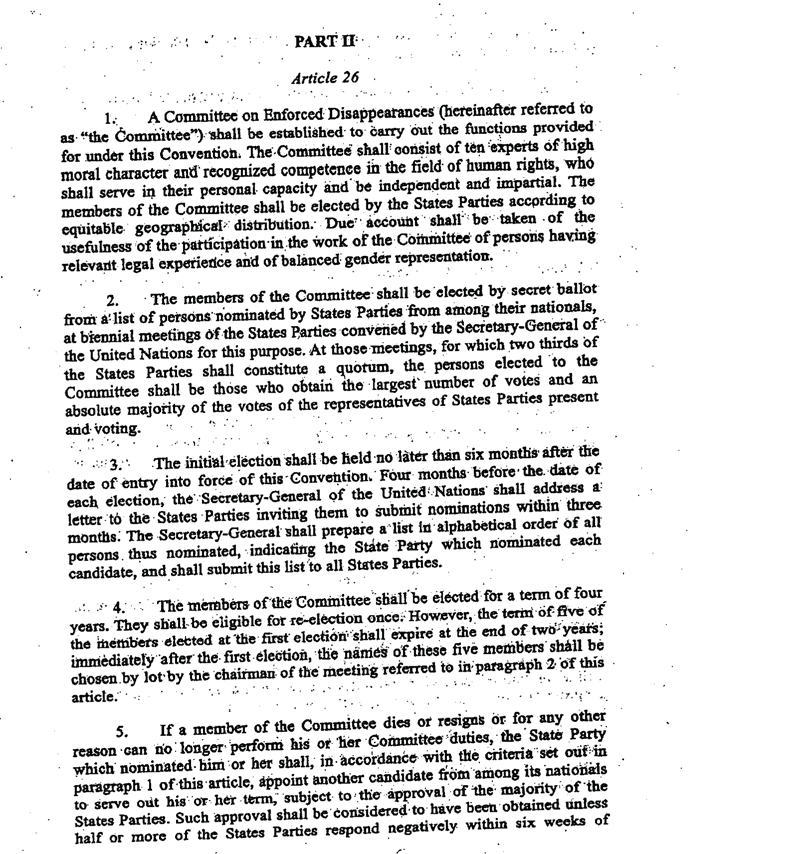 PART II
Article 26
1. A Committee on Enforced Disappearances (hereinafter referred to
as "the Committee") shall be established to carry out the functions provided
for under this Convention. The Committee shall consist of ten experts of high
moral character and recognized competence in the field of human rights, who
shall serve in their personal capacity and be independent and impartial. The
members of the Committee shall be elected by the States Parties according to
equitable geographical distribution. Due account shall be taken of the
usefulness of the participation in the work of the Committee of persons having
relevant legal experience and of balanced gender representation.
2. The members of the Committee shall be elected by secret ballot
from a list of persons nominated by States Parties from among their nationals,
at biennial meetings of the States Parties convened by the Secretary-General of
the United Nations for this purpose. At those meetings, for which two thirds of
the States Parties shall constitute a quorum, the persons elected to the
Committee shall be those who obtain the largest number of votes and an
absolute majority of the votes of the representatives of States Parties present
and voting.
3. The initial election shall be held no later than six months after the
date of entry into force of this Convention. Four months before the date of
each election, the Secretary-General of the United Nations shall address a
letter to the States Parties inviting them to submit nominations within three
months. The Secretary-General shall prepare a list in alphabetical order of all
persons thus nominated, indicating the State Party which nominated each
candidate, and shall submit this list to all States Parties.
4. The members of the Committee shall be elected for a term of four
years. They shall be eligible for re-election once. However, the term of five of
the members elected at the first election shall expire at the end of two years;
immediately after the first election, the names of these five members shall be
chosen by lot by the chairman of the meeting referred to in paragraph 2 of this
article.
5. If a member of the Committee dies or resigns or for any other
reason can no longer perform his or her Committee duties, the State Party
which nominated him or her shall, in accordance with the criteria set out in
paragraph 1 of this article, appoint another candidate from among its nationals
to serve out his or her term, subject to the approval of the majority of the
States Parties. Such approval shall be considered to have been obtained unless
half or more of the States Parties respond negatively within six weeks of